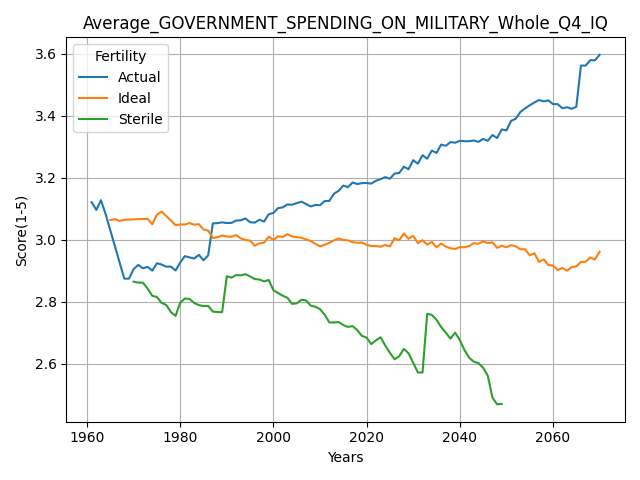 Average_GOVERNMENT_SPENDING_ON_MILITARY_Whole_Q4_IQ
Fertility
Actual
Ideal
Sterile
Score(1-5)
3.6
3.4
3.2
3.0
2.8
2.6
1960 1980 2000 2020 2040 2060
Years